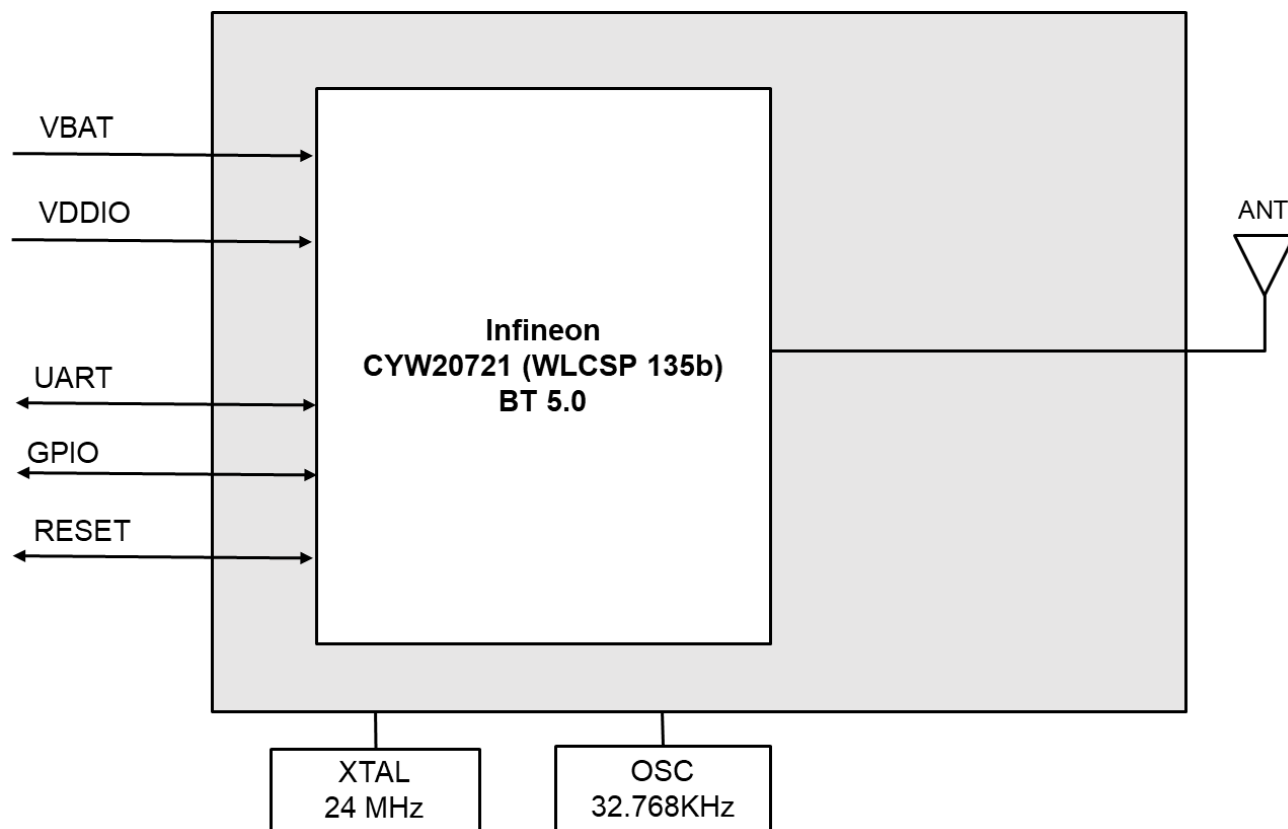 VBAT
VDDIO
ANT
Infineon
CYW20721 (WLCSP 135b)
BT 5.0
UART
GPIO
RESET
XTAL
24 MHz
OSC
32.768KHz